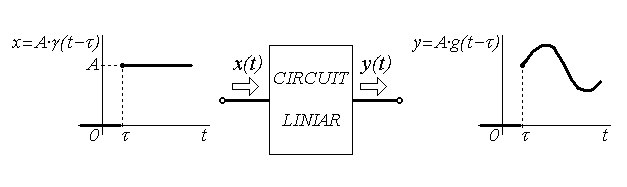 x=A·γ(t−τ)
A
0
τ
t
x(t)
CIRCUIT
LINIAR
y(t)
y=A·g(t−τ)
0
τ
t